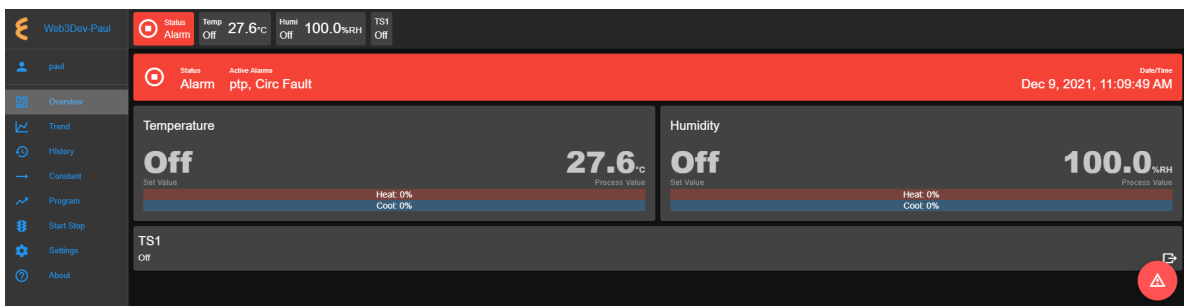 Web3Dev-Paul
paul
Overview
Trend
History
Constant
Program
Start Stop
Settings
About
Status
Alarm
Temp
Off
27.6°C
Humi
Off
100.0%RH
TS1
Off
Status
Alarm
Active Alarms
ptp, Circ Fault
Date/Time
Dec 9, 2021, 11:09:49 AM
Temperature
Off
Set Value
27.6°C
Process Value
Heat: 0%
Cool: 0%
Humidity
Off
Set Value
100.0%RH
Process Value
Heat: 0%
Cool: 0%
TS1
Off